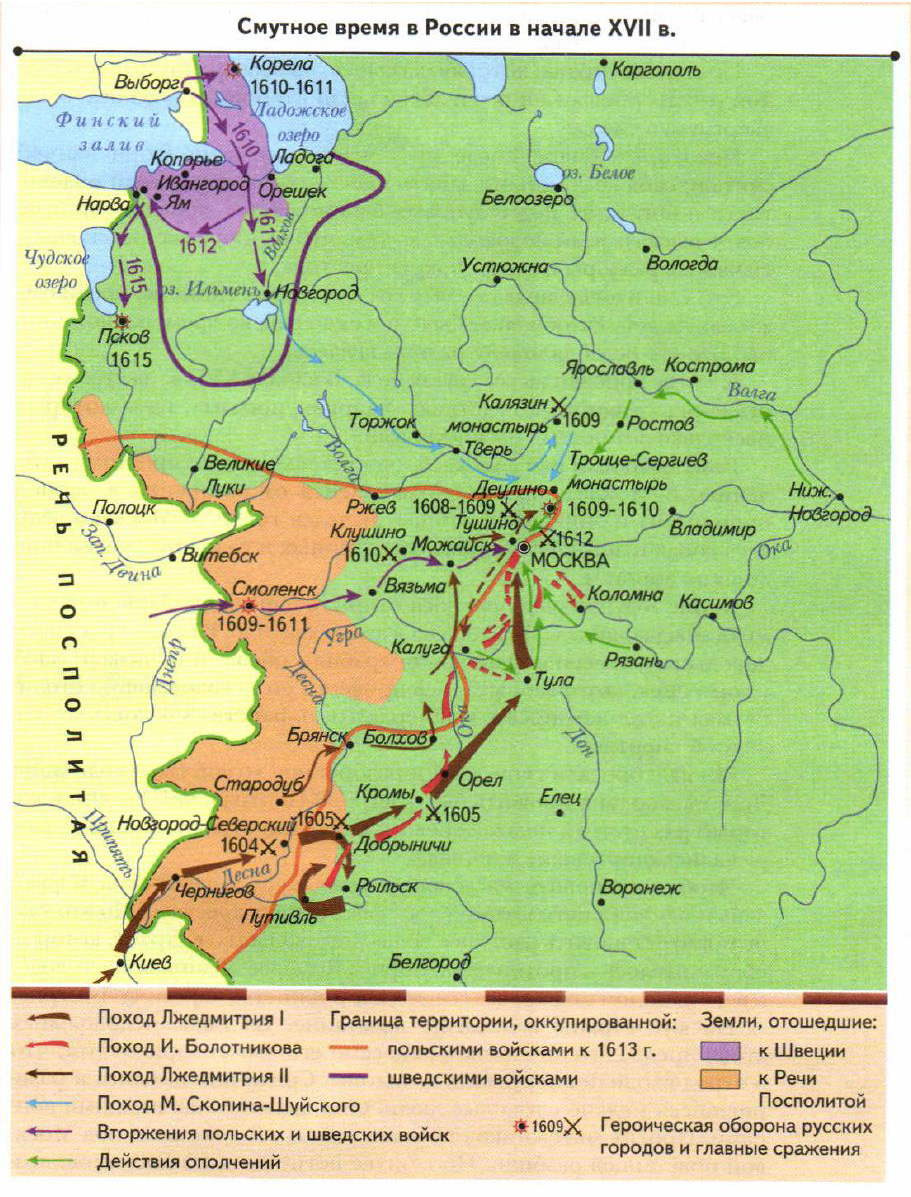 Смутное время в России в начале XVII в.
Корела
1610-1611
Каргополь
Выборг
Ладожское
озеро
Финский
залив
1610
Копорье
Ладога
оз. Белое
Ивангород
Орешек
Ям
Нарва
Белоозеро
1611
Волхов
1612
Чудское
озеро
1615
Вологда
Устюжна
оз. Ильмень
Новгород
Псков
1615
Ярославль
Кострома
Волга
Калязин
монастырь
1609
Торжок
Ростов
Тверь
Волга
Троице-Сергиев
монастырь
Великие
Луки
Деулино
Ржев
1608-1609
1609-1610
Ниж.
Новгород
Полоцк
Тушино
Владимир
Клушино
1610
Можайск
1612
МОСКВА
Ока
Зап. Двина
Витебск
РЕЧЬ ПОСПОЛИТАЯ
Смоленск
1609-1611
Вязьма
Коломна
Касимов
Угра
Калуга
Рязань
Днепр
Десна
Тула
Ока
Брянск
Болхов
Дон
Стародуб
Орел
Кромы
1605
Елец
Новгород-Северский
1605
1604
Добрыничи
Припять
Десна
Чернигов
Рыльск
Воронеж
Путивль
Киев
Белгород
Поход Лжедмитрия I
Поход И. Болотникова
Поход Лжедмитрия II
Поход М. Скопина-Шуйского
Вторжения польских и шведских войск
Действия ополчений
Граница территории, оккупированной:
польскими войсками к 1613 г.
шведскими войсками
Земли, отошедшие:
к Швеции
к Речи
Посполитой
1609
Героическая оборона русских
городов и главные сражения